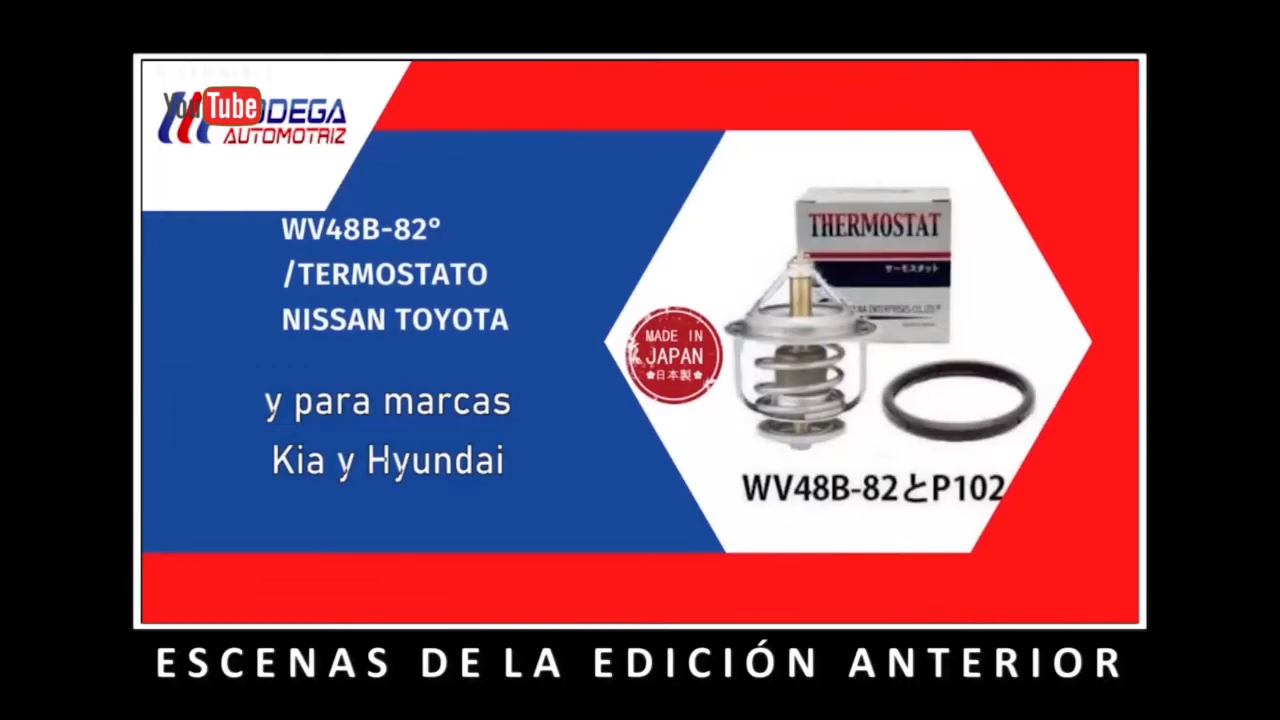 YouTube
BODEGA
AUTOMOTRIZ
WV48B-82°
/TERMOSTATO
NISSAN TOYOTA
y para marcas
Kia y Hyundai
THERMOSTAT
サーモスタット
MADE IN
JAPAN
✿日本製✿
WV48B-82とP102
ESCENAS DE LA EDICIÓN ANTERIOR